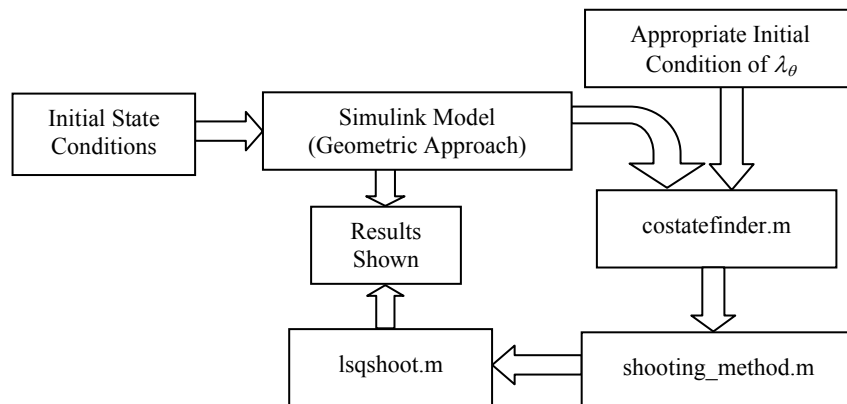 Appropriate Initial
Condition of λθ
Initial State
Conditions
Simulink Model
(Geometric Approach)
Results
Shown
costatefinder.m
lsqshoot.m
shooting_method.m